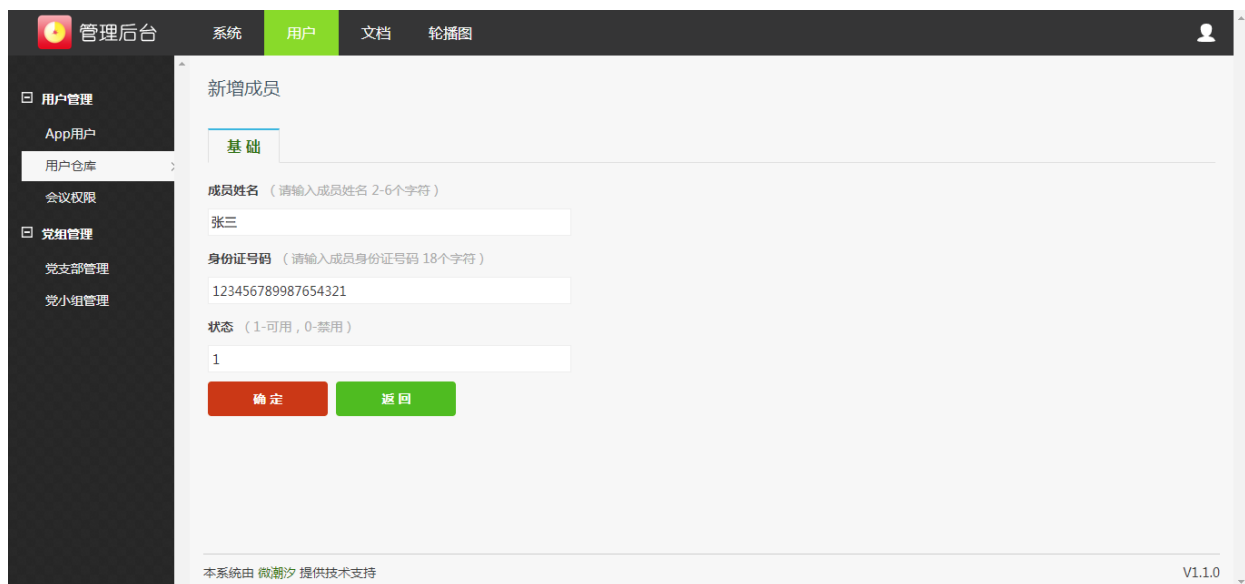 管理后台 系统 用户 文档 轮播图
用户管理
App用户
用户仓库
会议权限
党组管理
党支部管理
党小组管理
新增成员
基 础
成员姓名 （ 请输入成员姓名 2-6个字符 ）
张三
身份证号码 （ 请输入成员身份证号码 18个字符 ）
123456789987654321
状态 （ 1-可用 , 0-禁用 ）
1
确 定 返 回
本系统由 微潮汐 提供技术支持 V1.1.0